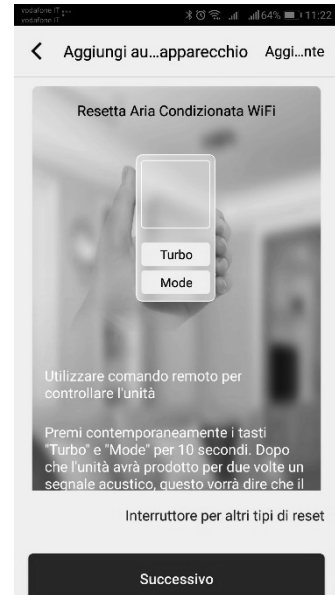 vodafone IT
vodafone IT
64% 11:22
Aggiungi au...apparecchio Aggi...nte
Resetta Aria Condizionata WiFi
Turbo
Mode
Utilizzare comando remoto per
controllare l'unità
Premi contemporaneamente i tasti
"Turbo" e "Mode" per 10 secondi. Dopo
che l'unità avrà prodotto per due volte un
segnale acustico, questo vorrà dire che il
Interruttore per altri tipi di reset
Successivo